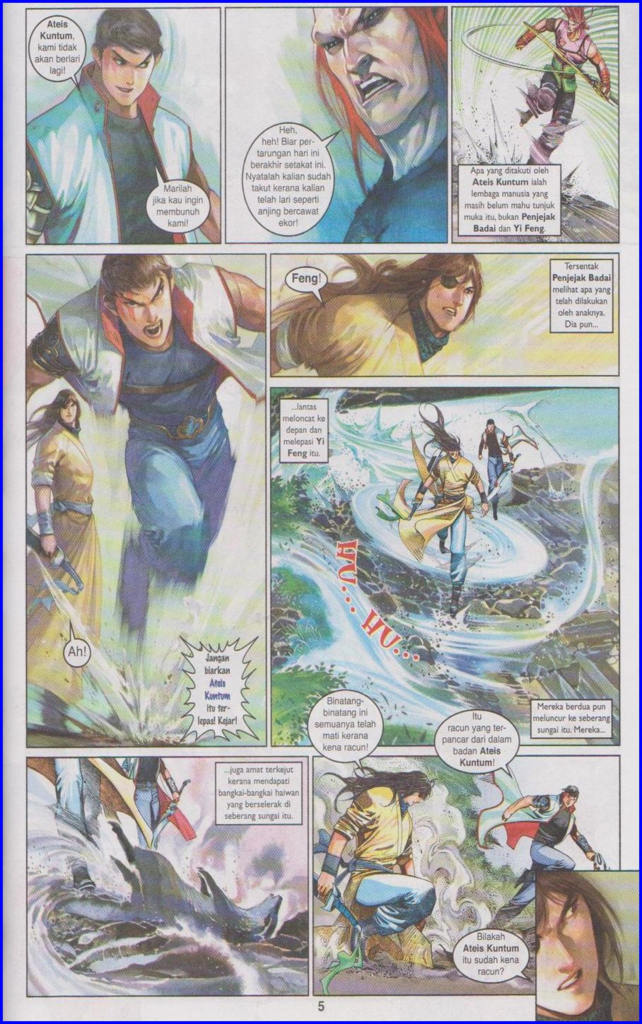 Ateis
Kuntum,
kami tidak
akan berlari
lagi!
Marilah
jika kau ingin
membunuh
kami!
Heh,
heh! Biar per-
tarungan hari ini
berakhir setakat ini.
Nyatalah kalian sudah
takut kerana kalian
telah lari seperti
anjing bercawat
ekor!
Apa yang ditakuti
Ateis Kuntum ialah
lembaga manusia yang
masih belum mahu tunjuk
muka itu, bukan Penjejak
Badai dan Yi Feng.
Ah!
Jangan
biarkan
Ateis
Kuntum
itu ter-
lepas! Kejar!
Feng!
Tersentak
Penjejak Badai
melihat apa yang
telah dilakukan
oleh anaknya.
Dia pun...
...lantas
meloncat ke
depan dan
melepasi Yi
Feng itu.
HU... HU...
Mereka berdua pun
meluncur ke seberang
sungai itu. Mereka...
...juga amat terkejut
kerana mendapati
bangkai-bangkai haiwan
yang berselerak di
seberang sungai itu.
Binatang-
binatang ini
semuanya telah
mati kerana
kena racun!
Itu
racun yang ter-
pancar dari dalam
badan Ateis
Kuntum!
Bilakah
Ateis Kuntum
itu sudah kena
racun?
5